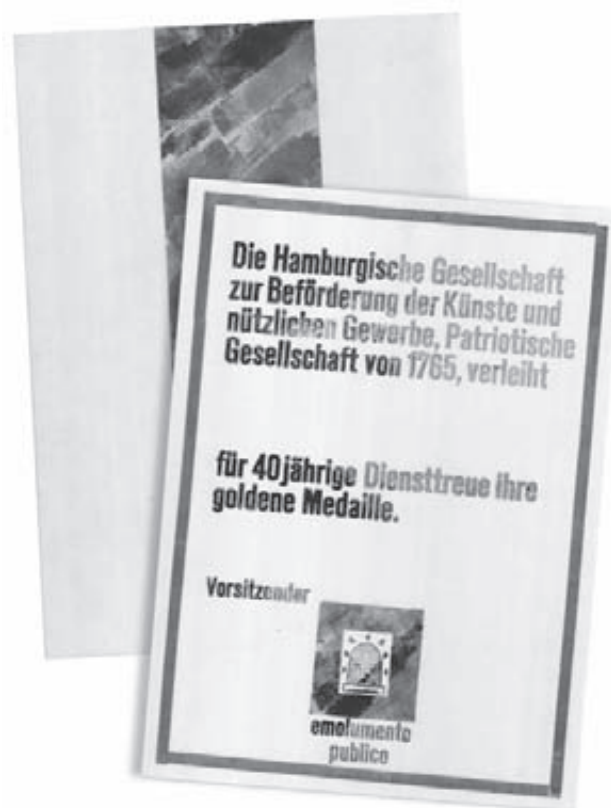 Die Hamburgische Gesellschaft
zur Beförderung der Künste und
nützlichen Gewerbe, Patriotische
Gesellschaft von 1765, verleiht
für 40jährige Diensttreue ihre
goldene Medaille.
Vorsitzender
emolumento
publico